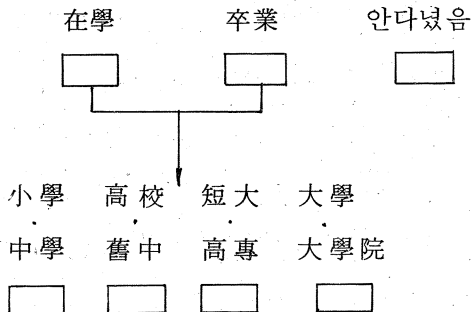 在學 卒業 안다녔음
小學 高校 短大 大學
中學 舊中 高專 大學院